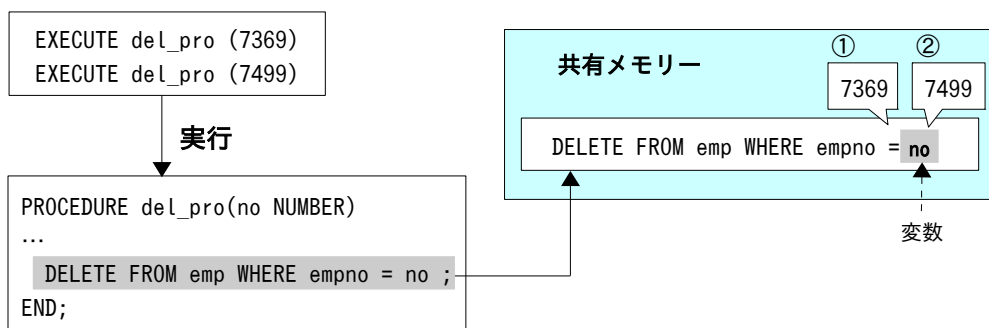 EXECUTE del_pro (7369)
EXECUTE del_pro (7499)
実行
PROCEDURE del_pro(no NUMBER)
…
DELETE FROM emp WHERE empno = no ;
END;
共有メモリー
① ②
7369 7499
DELETE FROM emp WHERE empno = no
変数